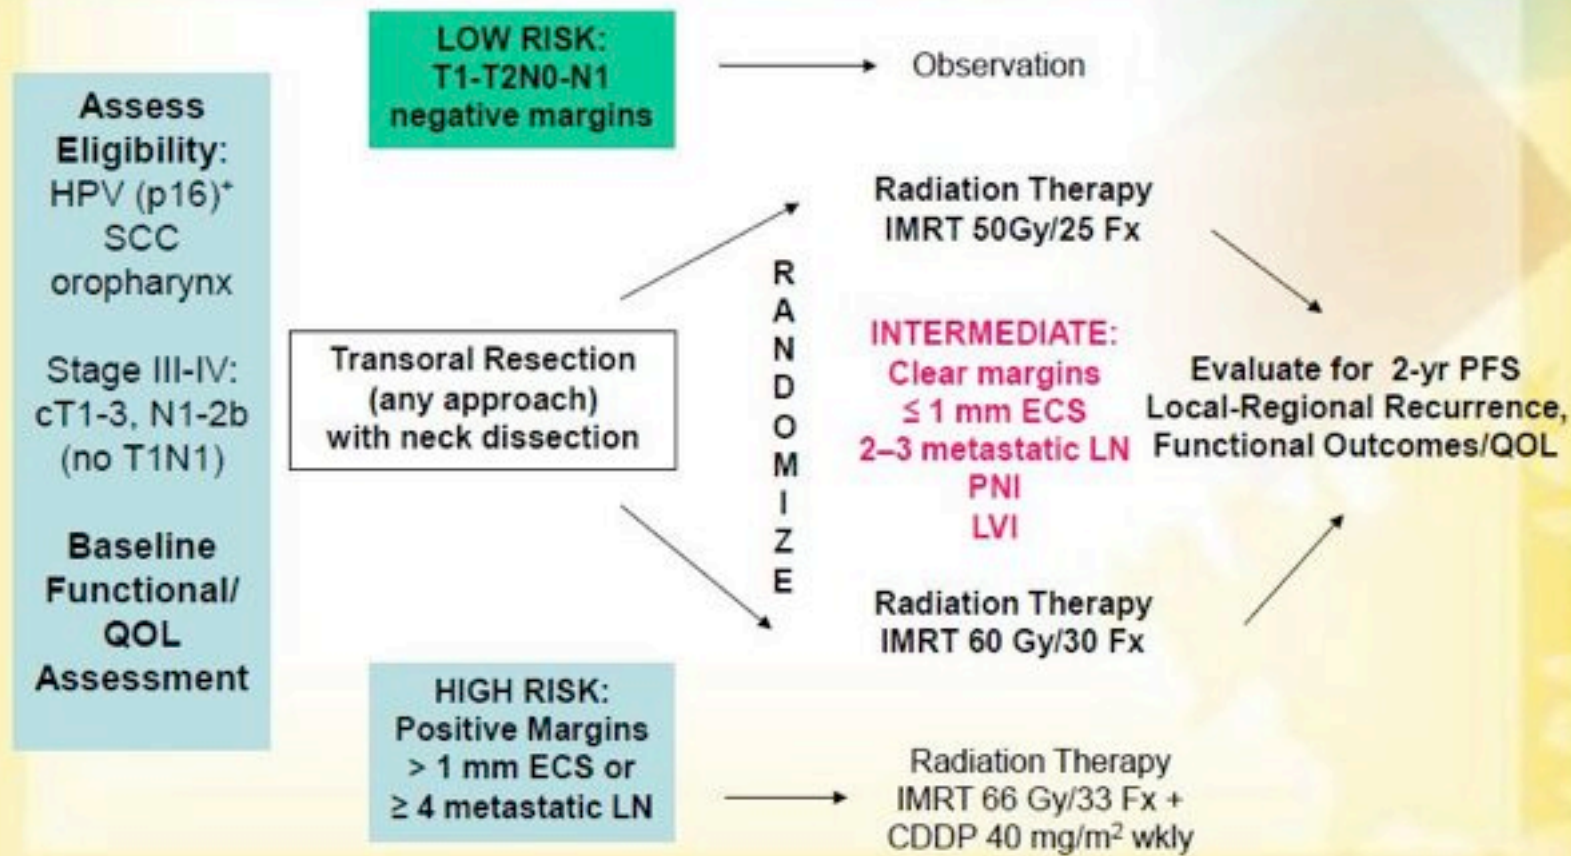 Assess
Eligibility:
HPV (p16)⁺
SCC
oropharynx
Stage III-IV:
cT1-3, N1-2b
(no T1N1)
Baseline
Functional/
QOL
Assessment
LOW RISK:
T1-T2N0-N1
negative margins
Observation
Transoral Resection
(any approach)
with neck dissection
R
A
N
D
O
M
I
Z
E
Radiation Therapy
IMRT 50Gy/25 Fx
INTERMEDIATE:
Clear margins
≤ 1 mm ECS
2–3 metastatic LN
PNI
LVI
Radiation Therapy
IMRT 60 Gy/30 Fx
Evaluate for 2-yr PFS
Local-Regional Recurrence,
Functional Outcomes/QOL
HIGH RISK:
Positive Margins
> 1 mm ECS or
≥ 4 metastatic LN
Radiation Therapy
IMRT 66 Gy/33 Fx +
CDDP 40 mg/m² wkly